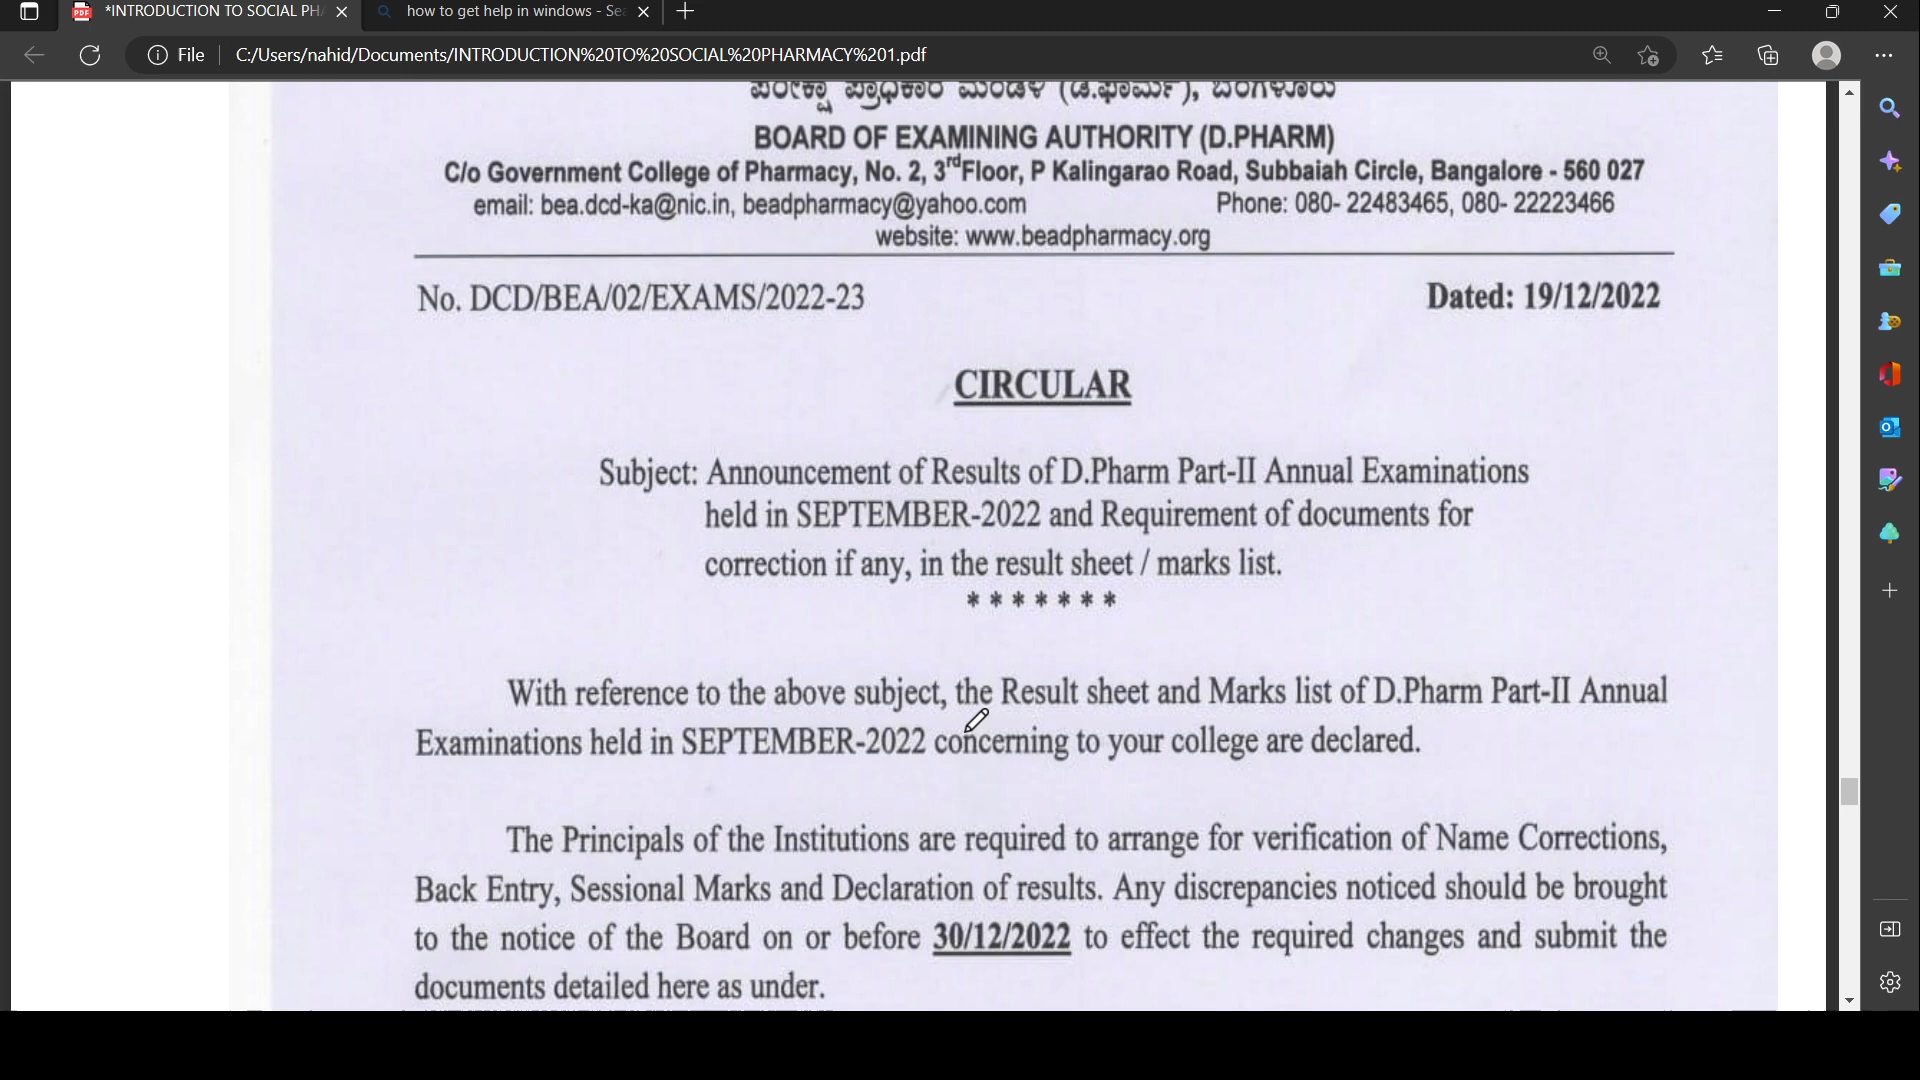 *INTRODUCTION TO SOCIAL PH
how to get help in windows - Sea
File
C:/Users/nahid/Documents/INTRODUCTION%20TO%20SOCIAL%20PHARMACY%201.pdf
ಪರೀಕ್ಷಾ ಪ್ರಾಧಿಕಾರ ಮಂಡಳಿ (ಡಿ.ಫಾರ್ಮ), ಬೆಂಗಳೂರು
BOARD OF EXAMINING AUTHORITY (D.PHARM)
C/o Government College of Pharmacy, No. 2, 3rdFloor, P Kalingarao Road, Subbaiah Circle, Bangalore - 560 027
email: bea.dcd-ka@nic.in, beadpharmacy@yahoo.com Phone: 080- 22483465, 080- 22223466
website: www.beadpharmacy.org
No. DCD/BEA/02/EXAMS/2022-23 Dated: 19/12/2022
CIRCULAR
Subject: Announcement of Results of D.Pharm Part-II Annual Examinations
held in SEPTEMBER-2022 and Requirement of documents for
correction if any, in the result sheet / marks list.
* * * * * * *
With reference to the above subject, the Result sheet and Marks list of D.Pharm Part-II Annual
Examinations held in SEPTEMBER-2022 concerning to your college are declared.
The Principals of the Institutions are required to arrange for verification of Name Corrections,
Back Entry, Sessional Marks and Declaration of results. Any discrepancies noticed should be brought
to the notice of the Board on or before 30/12/2022 to effect the required changes and submit the
documents detailed here as under.